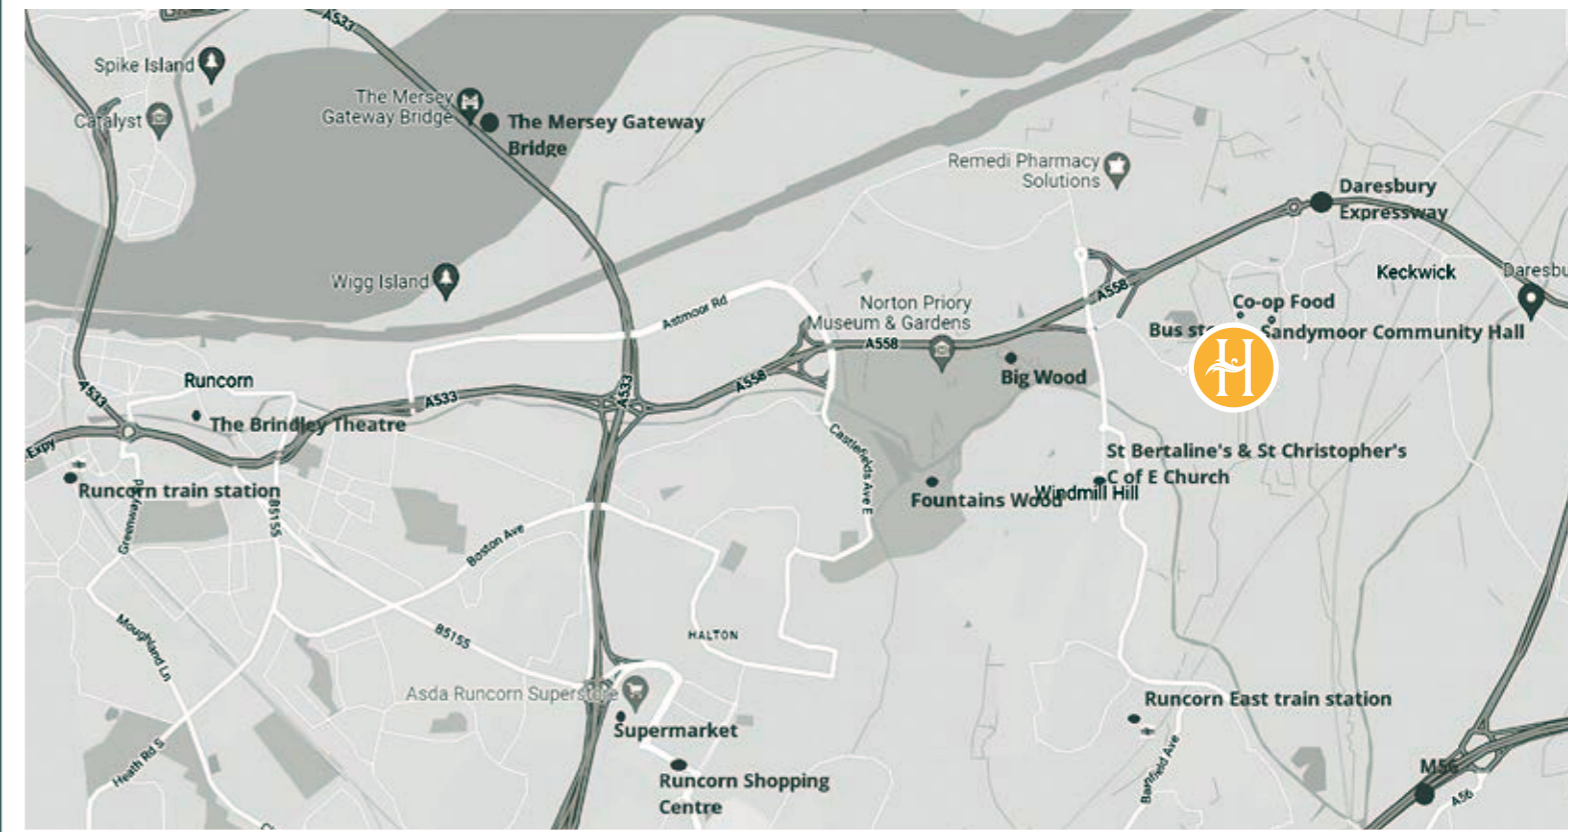 A533
Spike Island
Catalyst
The Mersey
Gateway Bridge
The Mersey Gateway
Bridge
Remedi Pharmacy
Solutions
Daresbury
Expressway
Keckwick
Daresbu
Wigg Island
Astmoor Rd
Norton Priory
Museum & Gardens
A558
Co-op Food
Bus st
Sandymoor Community Hall
H
A558
Big Wood
Runcorn
A533
A533
A533
A558
The Brindley Theatre
Expy
Runcorn train station
Castlefields Ave E
St Bertaline's & St Christopher's
C of E Church
Fountains Wood
Windmill Hill
Greenway
B5155
Boston Ave
Moughland Ln
B5155
HALTON
Asda Runcorn Superstore
Supermarket
Runcorn East train station
Heath Rd S
Runcorn Shopping
Centre
Barnfield Ave
M56
A56